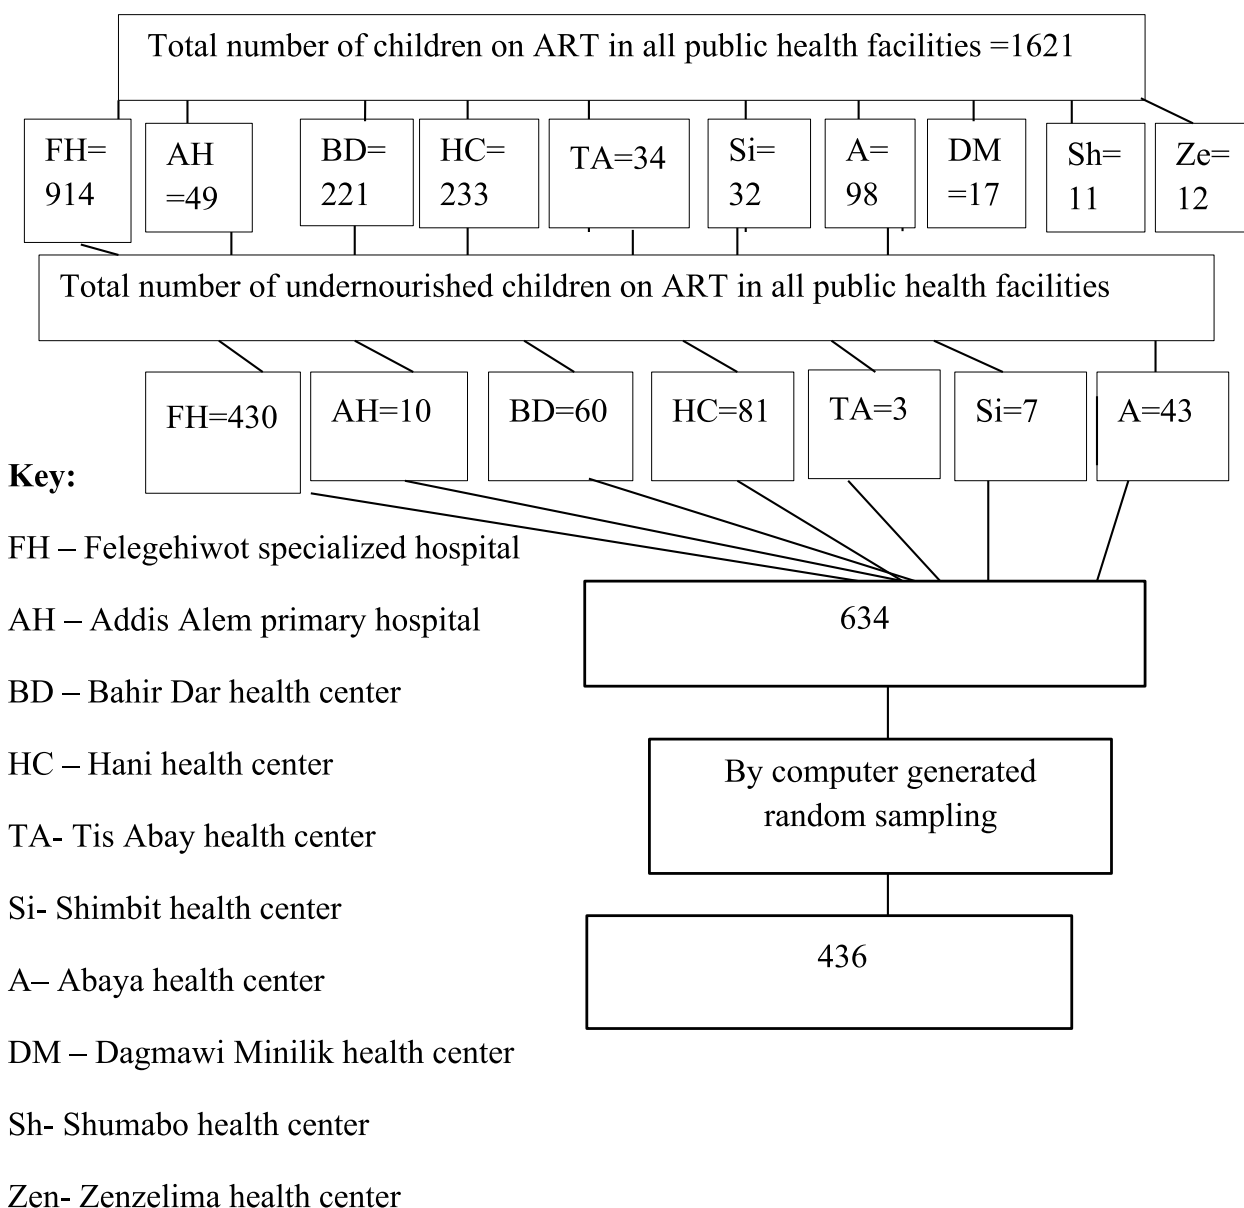 Total number of children on ART in all public health facilities =1621
FH=
914
AH
=49
BD=
221
HC=
233
TA=34
Si=
32
A=
98
DM
=17
Sh=
11
Ze=
12
Total number of undernourished children on ART in all public health facilities
FH=430
AH=10
BD=60
HC=81
TA=3
Si=7
A=43
Key:
FH – Felegehiwot specialized hospital
AH – Addis Alem primary hospital
BD – Bahir Dar health center
HC – Hani health center
TA- Tis Abay health center
Si- Shimbit health center
A– Abaya health center
DM – Dagmawi Minilik health center
Sh- Shumabo health center
Zen- Zenzelima health center
634
By computer generated
random sampling
436